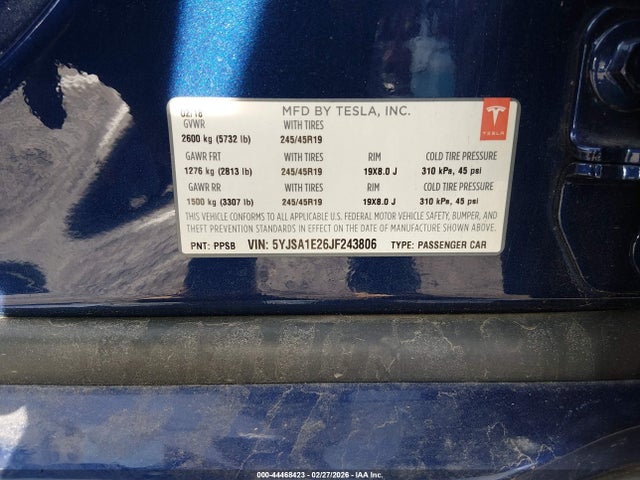 02/18 MFD BY TESLA, INC.
GVWR WITH TIRES
2600 kg (5732 lb) 245/45R19
GAWR FRT WITH TIRES RIM COLD TIRE PRESSURE
1276 kg (2813 lb) 245/45R19 19X8.0 J 310 kPa, 45 psi
GAWR RR WITH TIRES RIM COLD TIRE PRESSURE
1500 kg (3307 lb) 245/45R19 19X8.0 J 310 kPa, 45 psi
THIS VEHICLE CONFORMS TO ALL APPLICABLE U.S. FEDERAL MOTOR VEHICLE SAFETY, BUMPER, AND
THEFT PREVENTION STANDARDS IN EFFECT ON THE DATE OF MANUFACTURE SHOWN ABOVE.
PNT: PPSB VIN: 5YJSA1E26JF243806 TYPE: PASSENGER CAR
TESLA
000-44468423 - 02/27/2026 - IAA Inc.